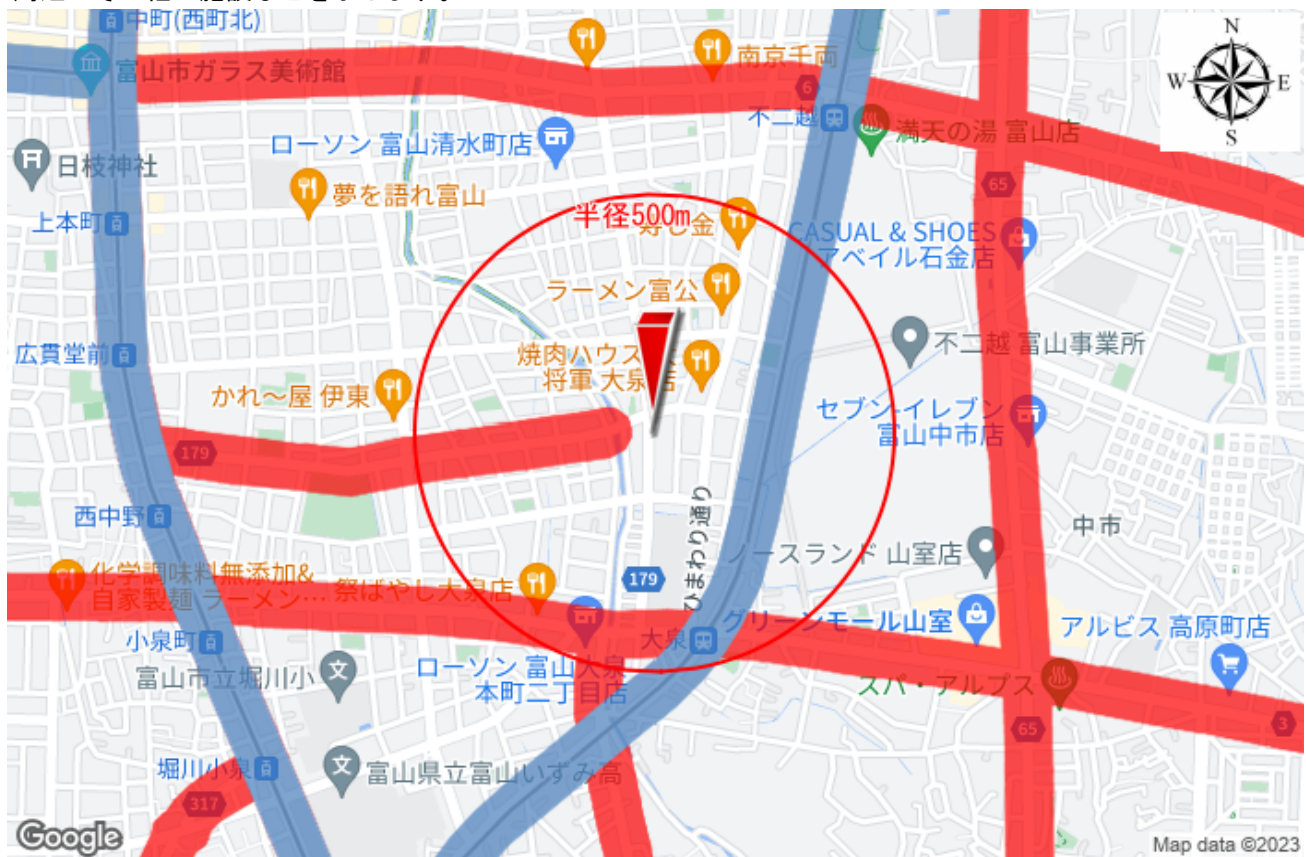 中町(西町北)
富山市ガラス美術館
南京千両
6
不二越
満天の湯 富山店
N
W
E
S
ローソン 富山清水町店
日枝神社
夢を語れ富山
65
上本町
半径500m
寿し金
CASUAL & SHOES
アベイル石金店
ラーメン富公
広貫堂前
焼肉ハウス
将軍 大泉店
不二越 富山事業所
かれ〜屋 伊東
セブン-イレブン
富山中市店
179
西中野
ひまわり通り
中市
ノースランド 山室店
179
化学調味料無添加&
自家製麺 ラーメン…
祭ばやし大泉店
小泉町
大泉
グリーンモール山室
アルビス 高原町店
富山市立堀川小
ローソン 富山大泉
本町二丁目店
スパ・アルプス
65
3
堀川小泉
富山県立富山いずみ高
317
Google
Map data ©2023